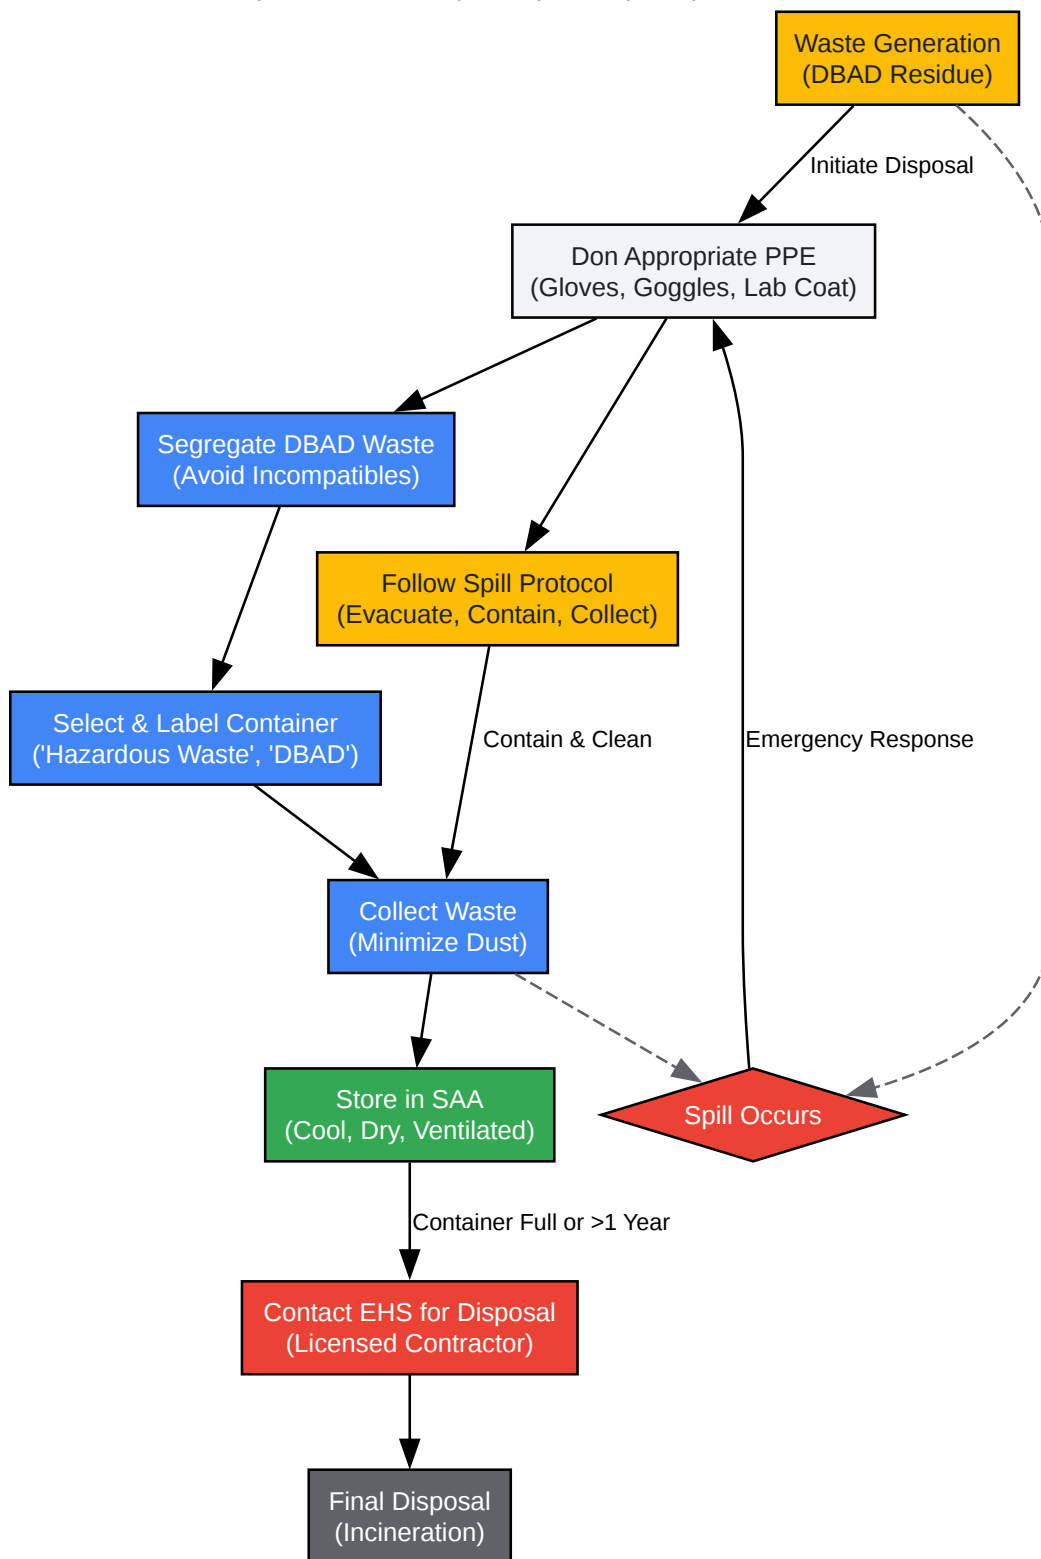 Waste Generation
(DBAD Residue)
Initiate Disposal
Don Appropriate PPE
(Gloves, Goggles, Lab Coat)
Segregate DBAD Waste
(Avoid Incompatibles)
Follow Spill Protocol
(Evacuate, Contain, Collect)
Select & Label Container
('Hazardous Waste', 'DBAD')
Contain & Clean
Emergency Response
Collect Waste
(Minimize Dust)
Store in SAA
(Cool, Dry, Ventilated)
Spill Occurs
Container Full or >1 Year
Contact EHS for Disposal
(Licensed Contractor)
Final Disposal
(Incineration)